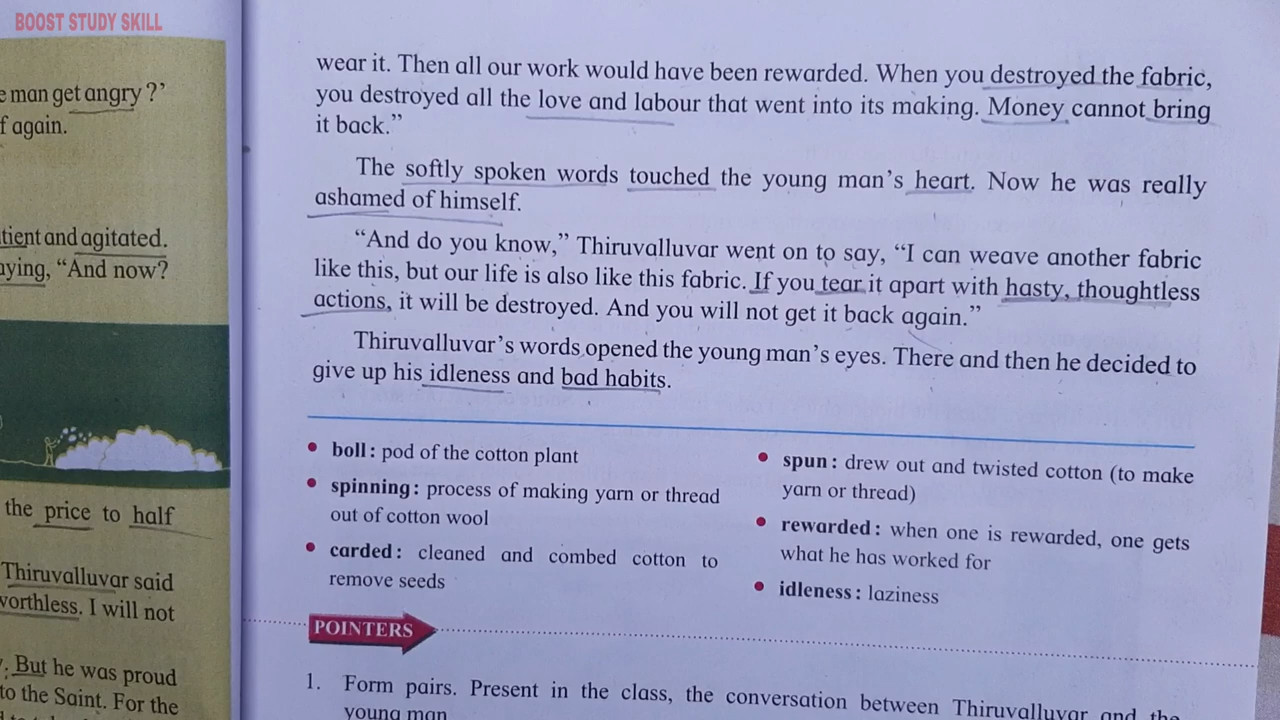 BOOST STUDY SKILL
e man get angry ?’
f again.
tient and agitated.
aying, “And now?
the price to half
Thiruvalluvar said
worthless. I will not
. But he was proud
to the Saint. For the
wear it. Then all our work would have been rewarded. When you destroyed the fabric,
you destroyed all the love and labour that went into its making. Money cannot bring
it back.”
The softly spoken words touched the young man’s heart. Now he was really
ashamed of himself.
“And do you know,” Thiruvalluvar went on to say, “I can weave another fabric
like this, but our life is also like this fabric. If you tear it apart with hasty, thoughtless
actions, it will be destroyed. And you will not get it back again.”
Thiruvalluvar’s words opened the young man’s eyes. There and then he decided to
give up his idleness and bad habits.
• boll : pod of the cotton plant
• spinning : process of making yarn or thread
out of cotton wool
• carded : cleaned and combed cotton to
remove seeds
• spun : drew out and twisted cotton (to make
yarn or thread)
• rewarded : when one is rewarded, one gets
what he has worked for
• idleness : laziness
POINTERS
1. Form pairs. Present in the class, the conversation between Thiruvalluvar and the
young man